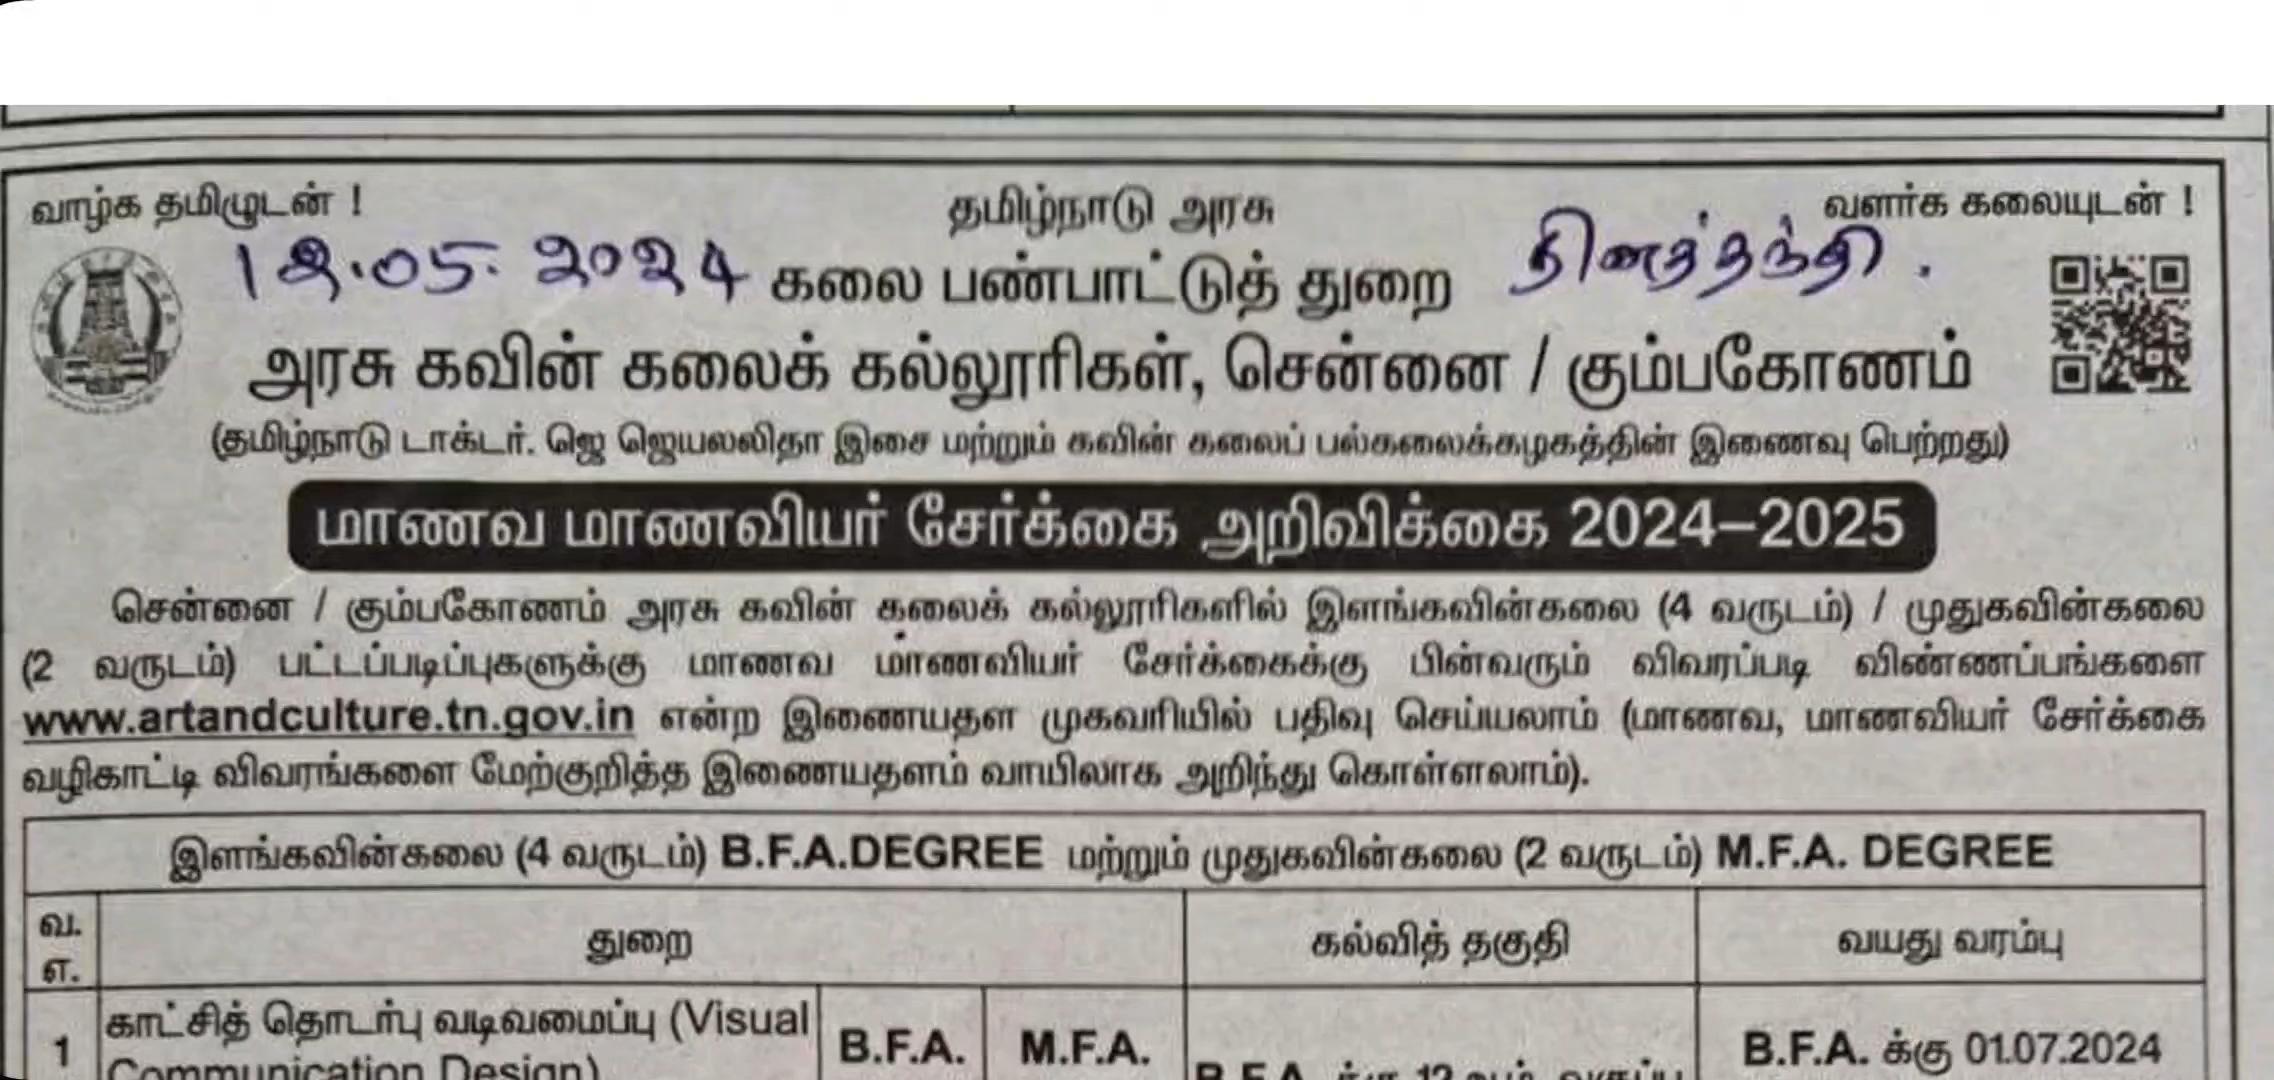 வாழ்க தமிழுடன் !
தமிழ்நாடு அரசு
வளர்க கலையுடன் !
12.05.2024
கலை பண்பாட்டுத் துறை
தினத்தந்தி.
அரசு கவின் கலைக் கல்லூரிகள், சென்னை / கும்பகோணம்
(தமிழ்நாடு டாக்டர். ஜெ ஜெயலலிதா இசை மற்றும் கவின் கலைப் பல்கலைக்கழகத்தின் இணைவு பெற்றது)
மாணவ மாணவியர் சேர்க்கை அறிவிக்கை 2024–2025
சென்னை / கும்பகோணம் அரசு கவின் கலைக் கல்லூரிகளில் இளங்கவின்கலை (4 வருடம்) / முதுகவின்கலை
(2 வருடம்) பட்டப்படிப்புகளுக்கு மாணவ மாணவியர் சேர்க்கைக்கு பின்வரும் விவரப்படி விண்ணப்பங்களை
www.artandculture.tn.gov.in என்ற இணையதள முகவரியில் பதிவு செய்யலாம் (மாணவ, மாணவியர் சேர்க்கை
வழிகாட்டி விவரங்களை மேற்குறித்த இணையதளம் வாயிலாக அறிந்து கொள்ளலாம்).
இளங்கவின்கலை (4 வருடம்) B.F.A.DEGREE மற்றும் முதுகவின்கலை (2 வருடம்) M.F.A. DEGREE
வ.
எ.
துறை
கல்வித் தகுதி
வயது வரம்பு
1
காட்சித் தொடர்பு வடிவமைப்பு (Visual
Communication Design)
B.F.A.
M.F.A.
B.F.A. க்கு 12 ஆம் வகுப்பு
B.F.A. க்கு 01.07.2024